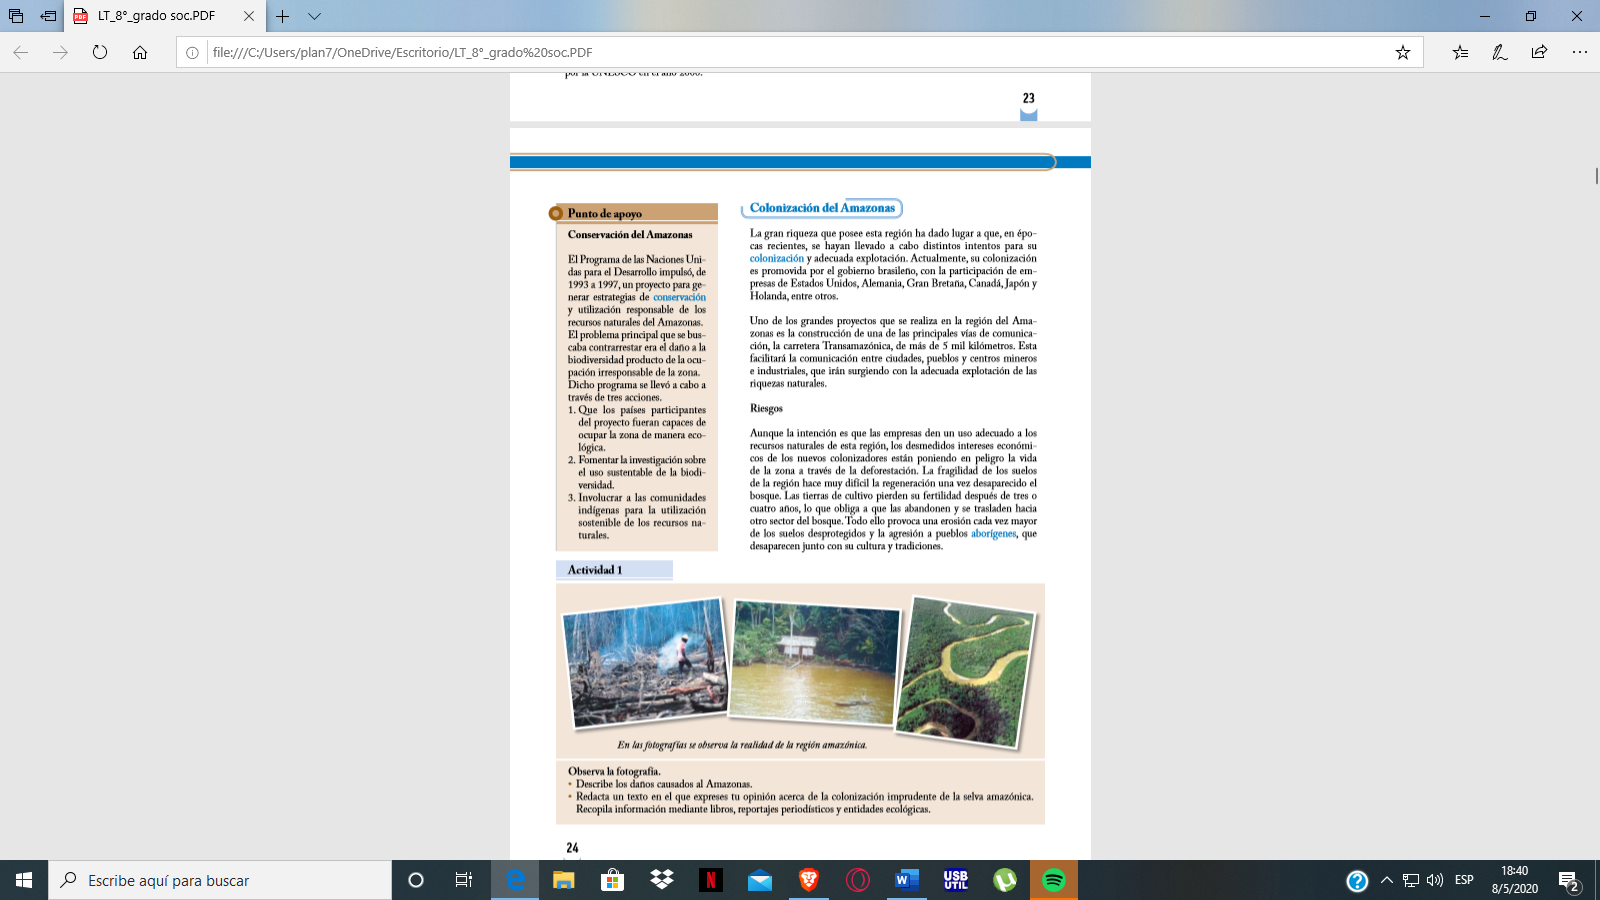 LT_8°_grado soc.PDF
file:///C:/Users/plan7/OneDrive/Escritorio/LT_8°_grado%20soc.PDF
por la UNESCO en el año 2000.
23
Punto de apoyo
Conservación del Amazonas
El Programa de las Naciones Uni-
das para el Desarrollo impulsó, de
1993 a 1997, un proyecto para ge-
nerar estrategias de conservación
y utilización responsable de los
recursos naturales del Amazonas.
El problema principal que se bus-
caba contrarrestar era el daño a la
biodiversidad producto de la ocu-
pación irresponsable de la zona.
Dicho programa se llevó a cabo a
través de tres acciones.
1. Que los países participantes
del proyecto fueran capaces de
ocupar la zona de manera eco-
lógica.
2. Fomentar la investigación sobre
el uso sustentable de la biodi-
versidad.
3. Involucrar a las comunidades
indígenas para la utilización
sostenible de los recursos na-
turales.
Colonización del Amazonas
La gran riqueza que posee esta región ha dado lugar a que, en épo-
cas recientes, se hayan llevado a cabo distintos intentos para su
colonización y adecuada explotación. Actualmente, su colonización
es promovida por el gobierno brasileño, con la participación de em-
presas de Estados Unidos, Alemania, Gran Bretaña, Canadá, Japón y
Holanda, entre otros.
Uno de los grandes proyectos que se realiza en la región del Ama-
zonas es la construcción de una de las principales vías de comunica-
ción, la carretera Transamazónica, de más de 5 mil kilómetros. Esta
facilitará la comunicación entre ciudades, pueblos y centros mineros
e industriales, que irán surgiendo con la adecuada explotación de las
riquezas naturales.
Riesgos
Aunque la intención es que las empresas den un uso adecuado a los
recursos naturales de esta región, los desmedidos intereses económi-
cos de los nuevos colonizadores están poniendo en peligro la vida
de la zona a través de la deforestación. La fragilidad de los suelos
de la región hace muy difícil la regeneración una vez desaparecido el
bosque. Las tierras de cultivo pierden su fertilidad después de tres o
cuatro años, lo que obliga a que las abandonen y se trasladen hacia
otro sector del bosque. Todo ello provoca una erosión cada vez mayor
de los suelos desprotegidos y la agresión a pueblos aborígenes, que
desaparecen junto con su cultura y tradiciones.
Actividad 1
En las fotografías se observa la realidad de la región amazónica.
Observa la fotografía.
• Describe los daños causados al Amazonas.
• Redacta un texto en el que expreses tu opinión acerca de la colonización imprudente de la selva amazónica.
Recopila información mediante libros, reportajes periodísticos y entidades ecológicas.
24
Escribe aquí para buscar
USB
UTIL
ESP
18:40
8/5/2020
2